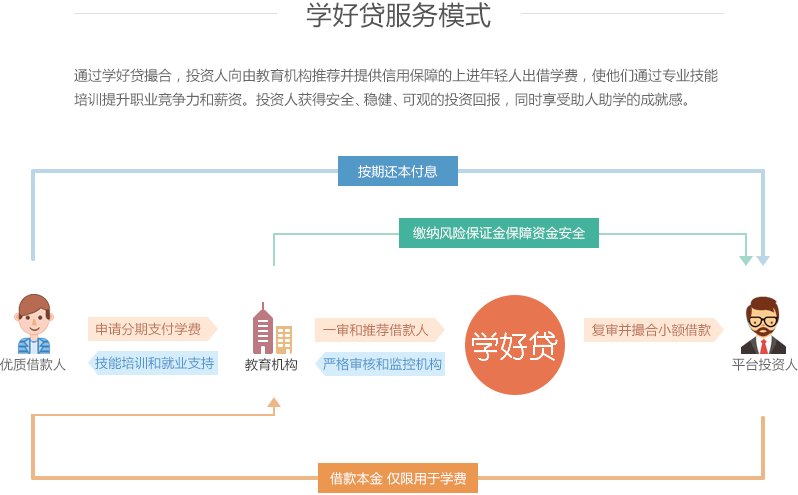 学好贷服务模式
通过学好贷撮合，投资人向由教育机构推荐并提供信用保障的上进年轻人出借学费，使他们通过专业技能
培训提升职业竞争力和薪资。投资人获得安全、稳健、可观的投资回报，同时享受助人助学的成就感。
按期还本付息
缴纳风险保证金保障资金安全
申请分期支付学费
一审和推荐借款人
学好贷
复审并撮合小额借款
技能培训和就业支持
严格审核和监控机构
优质借款人
教育机构
平台投资人
借款本金 仅限用于学费